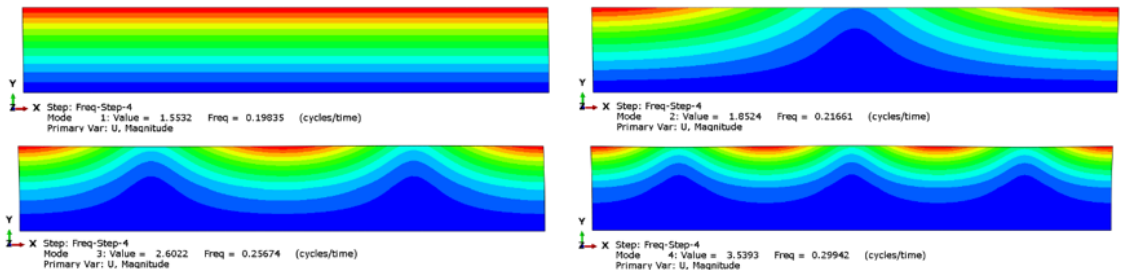 Y
Z X Step: Freq-Step-4
Mode 1: Value = 1.5532 Freq = 0.19835 (cycles/time)
Primary Var: U, Magnitude
Y
Z X Step: Freq-Step-4
Mode 2: Value = 1.8524 Freq = 0.21661 (cycles/time)
Primary Var: U, Magnitude
Y
Z X Step: Freq-Step-4
Mode 3: Value = 2.6022 Freq = 0.25674 (cycles/time)
Primary Var: U, Magnitude
Y
Z X Step: Freq-Step-4
Mode 4: Value = 3.5393 Freq = 0.29942 (cycles/time)
Primary Var: U, Magnitude